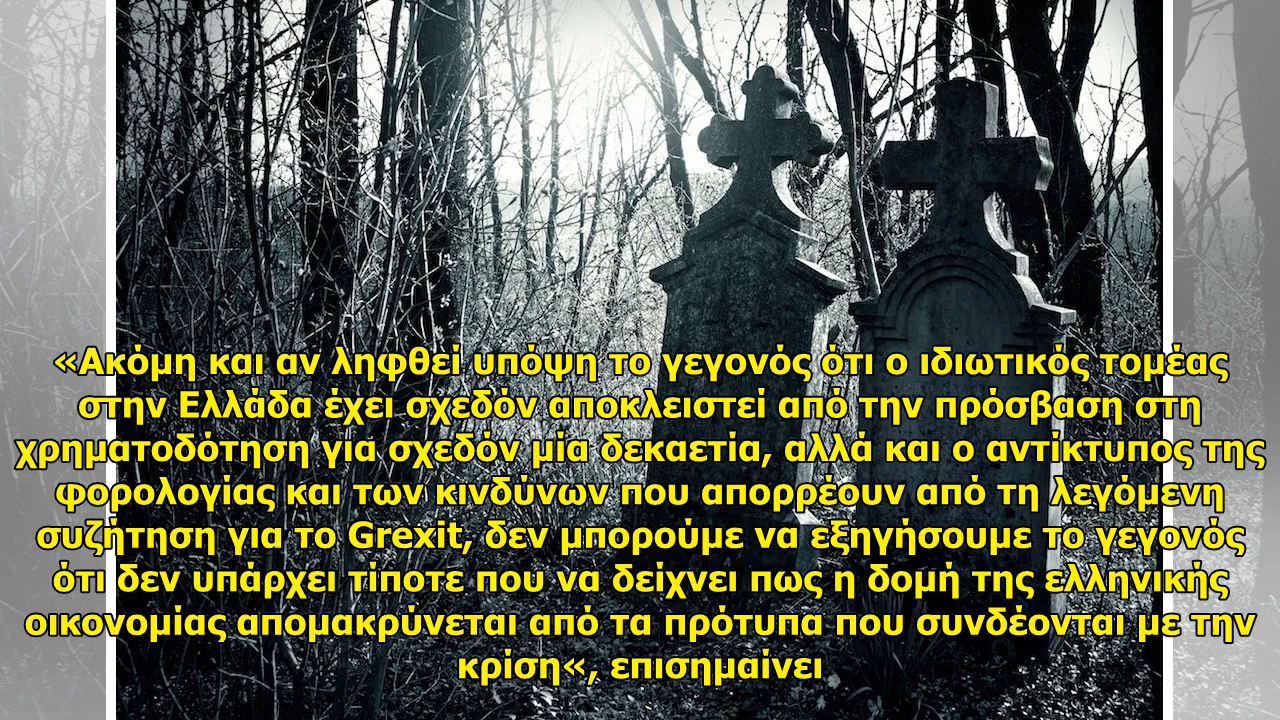 «Ακόμη και αν ληφθεί υπόψη το γεγονός ότι ο ιδιωτικός τομέας
στην Ελλάδα έχει σχεδόν αποκλειστεί από την πρόσβαση στη
χρηματοδότηση για σχεδόν μία δεκαετία, αλλά και ο αντίκτυπος της
φορολογίας και των κινδύνων που απορρέουν από τη λεγόμενη
συζήτηση για το Grexit, δεν μπορούμε να εξηγήσουμε το γεγονός
ότι δεν υπάρχει τίποτε που να δείχνει πως η δομή της ελληνικής
οικονομίας απομακρύνεται από τα πρότυπα που συνδέονται με την
κρίση«, επισημαίνει